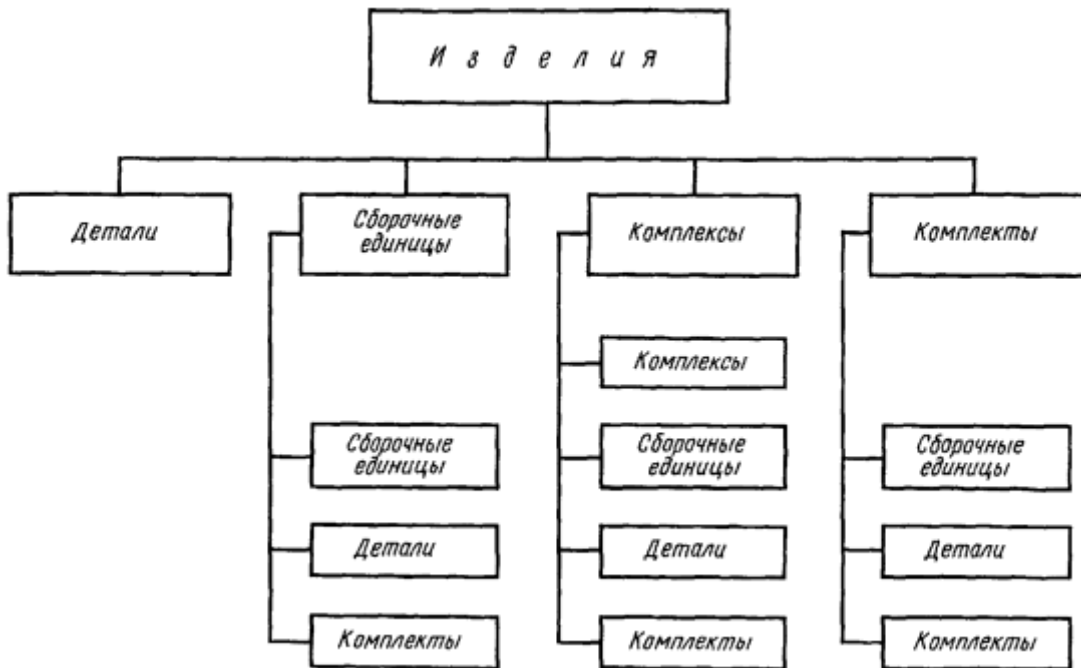 Изделия
Детали
Сборочные
единицы
Комплексы
Комплекты
Комплексы
Сборочные
единицы
Сборочные
единицы
Сборочные
единицы
Детали
Детали
Детали
Комплекты
Комплекты
Комплекты